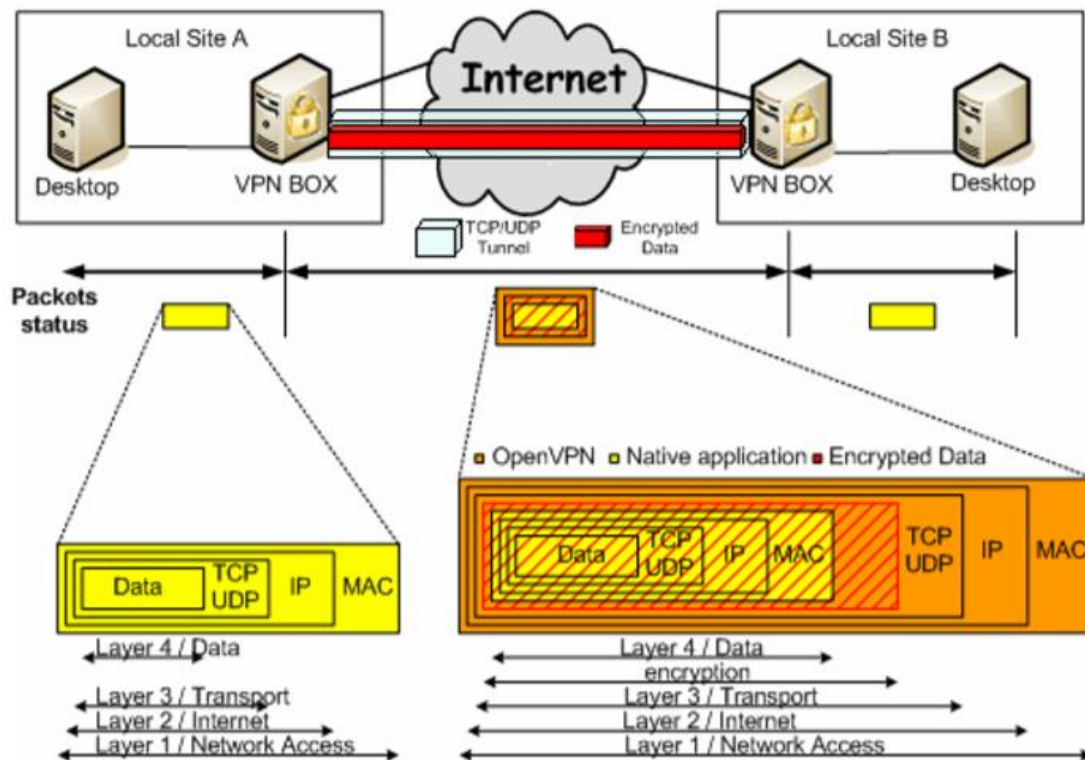 Local Site A
Internet
Local Site B
Desktop
VPN BOX
VPN BOX
Desktop
TCP/UDP
Tunnel
Encrypted
Data
Packets
status
OpenVPN
Native application
Encrypted Data
Data
TCP
UDP
IP
MAC
Data
TCP
UDP
IP
MAC
TCP
UDP
IP
MAC
Layer 4 / Data
Layer 3 / Transport
Layer 2 / Internet
Layer 1 / Network Access
Layer 4 / Data
encryption
Layer 3 / Transport
Layer 2 / Internet
Layer 1 / Network Access